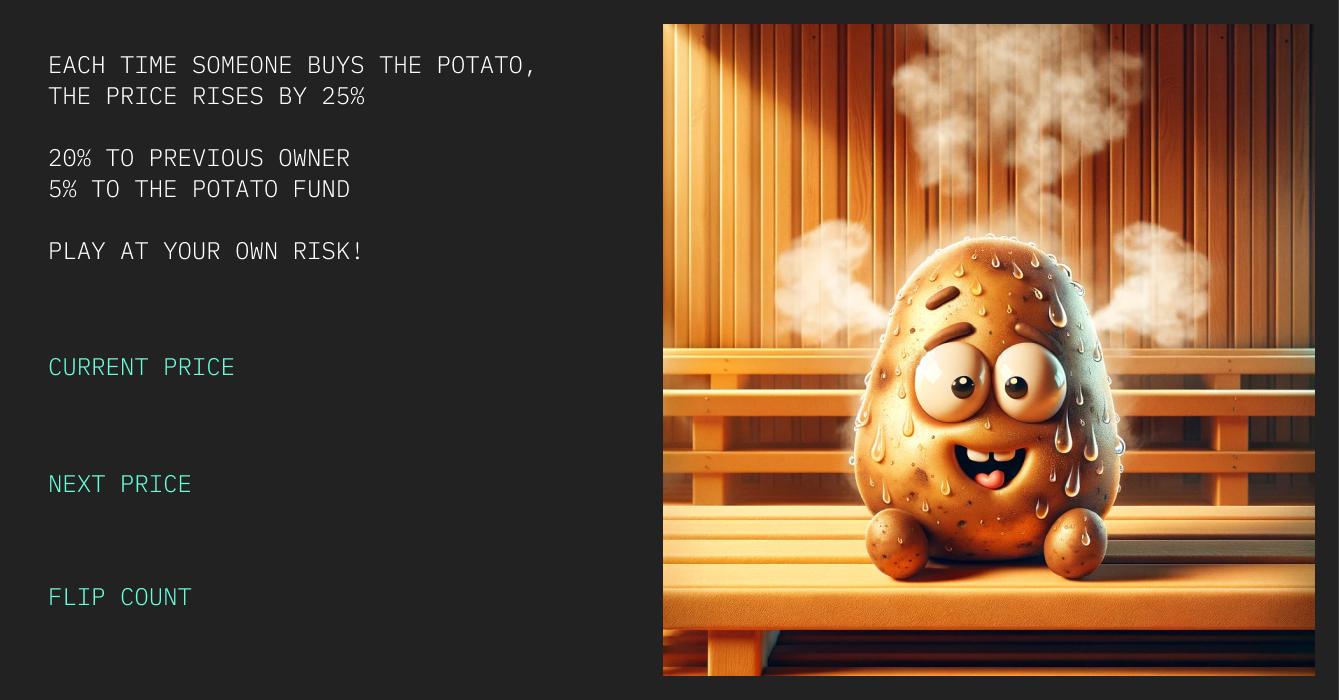 EACH TIME SOMEONE BUYS THE POTATO,
THE PRICE RISES BY 25%
20% TO PREVIOUS OWNER
5% TO THE POTATO FUND
PLAY AT YOUR OWN RISK!
CURRENT PRICE
NEXT PRICE
FLIP COUNT